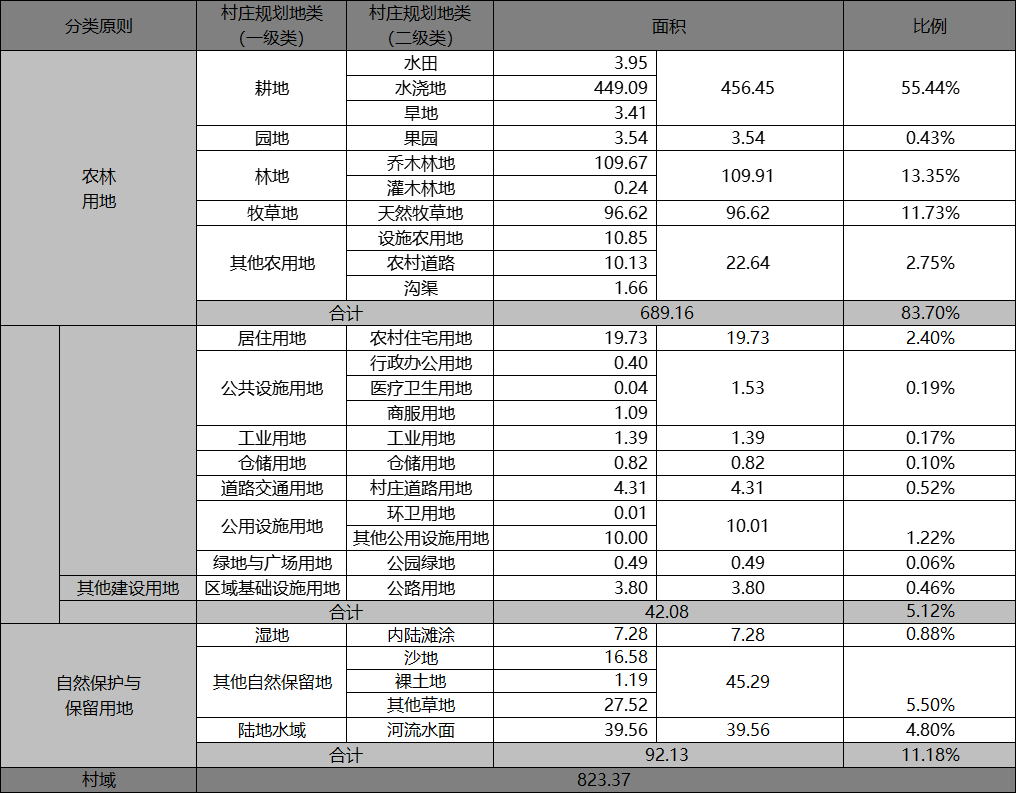 分类原则 村庄规划地类(一级类) 村庄规划地类(二级类) 面积 比例
农林用地 耕地 水田 3.95 456.45 55.44%
水浇地 449.09
旱地 3.41
园地 果园 3.54 3.54 0.43%
林地 乔木林地 109.67 109.91 13.35%
灌木林地 0.24
牧草地 天然牧草地 96.62 96.62 11.73%
其他农用地 设施农用地 10.85 22.64 2.75%
农村道路 10.13
沟渠 1.66
合计 689.16 83.70%
居住用地 农村住宅用地 19.73 19.73 2.40%
公共设施用地 行政办公用地 0.40 1.53 0.19%
医疗卫生用地 0.04
商服用地 1.09
工业用地 工业用地 1.39 1.39 0.17%
仓储用地 仓储用地 0.82 0.82 0.10%
道路交通用地 村庄道路用地 4.31 4.31 0.52%
公用设施用地 环卫用地 0.01 10.01 1.22%
其他公用设施用地 10.00
绿地与广场用地 公园绿地 0.49 0.49 0.06%
其他建设用地 区域基础设施用地 公路用地 3.80 3.80 0.46%
合计 42.08 5.12%
自然保护与保留用地 湿地 内陆滩涂 7.28 7.28 0.88%
其他自然保留地 沙地 16.58 45.29 5.50%
裸土地 1.19
其他草地 27.52
陆地水域 河流水面 39.56 39.56 4.80%
合计 92.13 11.18%
村域 823.37